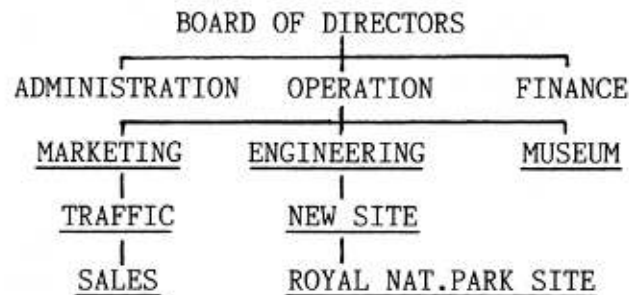 BOARD OF DIRECTORS
ADMINISTRATION OPERATION FINANCE
MARKETING ENGINEERING MUSEUM
TRAFFIC NEW SITE
SALES ROYAL NAT.PARK SITE